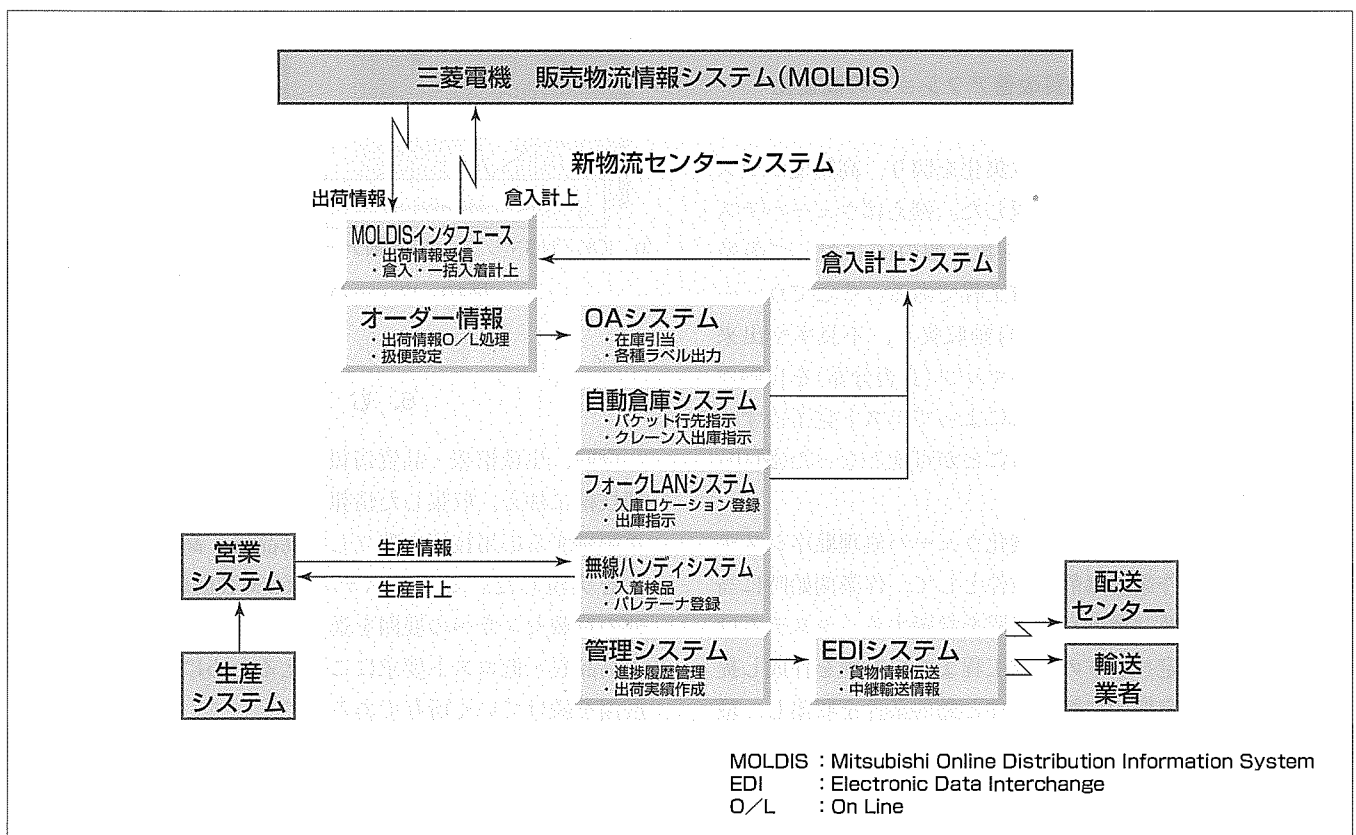 三菱電機 販売物流情報システム(MOLDIS)
新物流センターシステム
出荷情報
倉入計上
MOLDISインタフェース
・出荷情報受信
・倉入・一括入着計上
倉入計上システム
オーダー情報
・出荷情報O／L処理
・扱便設定
OAシステム
・在庫引当
・各種ラベル出力
自動倉庫システム
・バケット行先指示
・クレーン入出庫指示
フォークLANシステム
・入庫ロケーション登録
・出庫指示
営業
システム
生産情報
生産計上
無線ハンディシステム
・入着検品
・パレテーナ登録
生産
システム
管理システム
・進捗履歴管理
・出荷実績作成
EDIシステム
・貨物情報伝送
・中継輸送情報
配送
センター
輸送
業者
MOLDIS : Mitsubishi Online Distribution Information System
EDI : Electronic Data Interchange
O／L : On Line